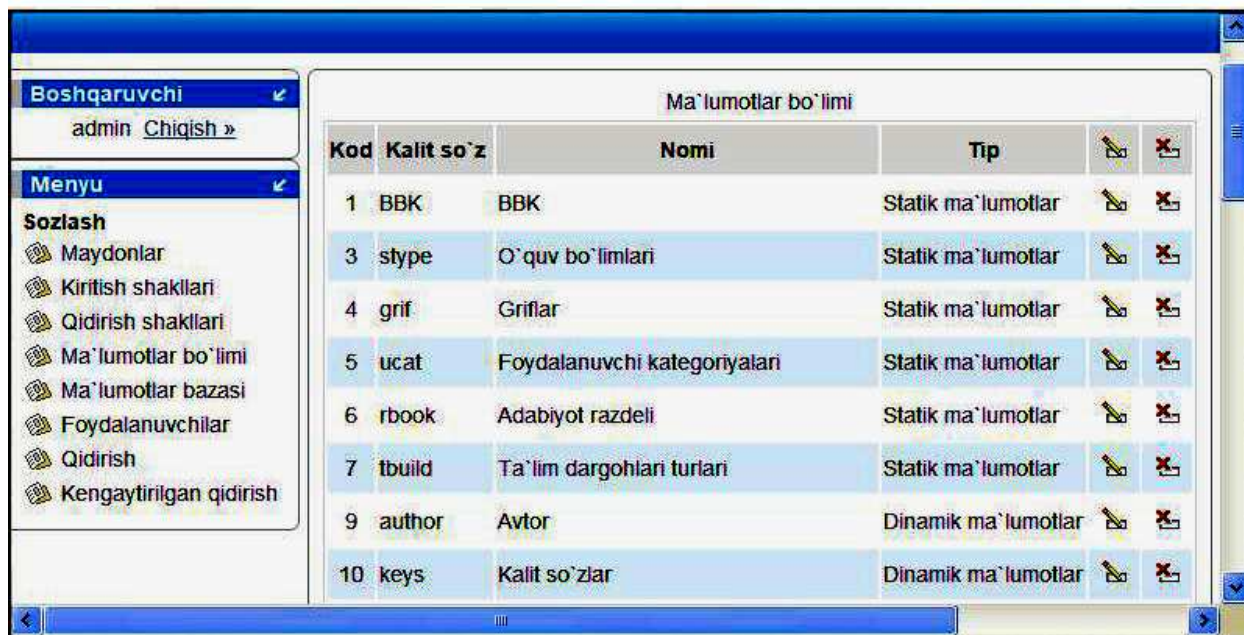 Boshqaruvchi
admin Chiqish »
Menyu
Sozlash
Maydonlar
Kiritish shakllari
Qidirish shakllari
Ma`lumotlar bo`limi
Ma`lumotlar bazasi
Foydalanuvchilar
Qidirish
Kengaytirilgan qidirish
Ma`lumotlar bo`limi
Kod Kalit so`z Nomi Tip
1 BBK BBK Statik ma`lumotlar
3 stype O`quv bo`limlari Statik ma`lumotlar
4 grif Griflar Statik ma`lumotlar
5 ucat Foydalanuvchi kategoriyalari Statik ma`lumotlar
6 rbook Adabiyot razdeli Statik ma`lumotlar
7 tbuild Ta`lim dargohlari turlari Statik ma`lumotlar
9 author Avtor Dinamik ma`lumotlar
10 keys Kalit so`zlar Dinamik ma`lumotlar